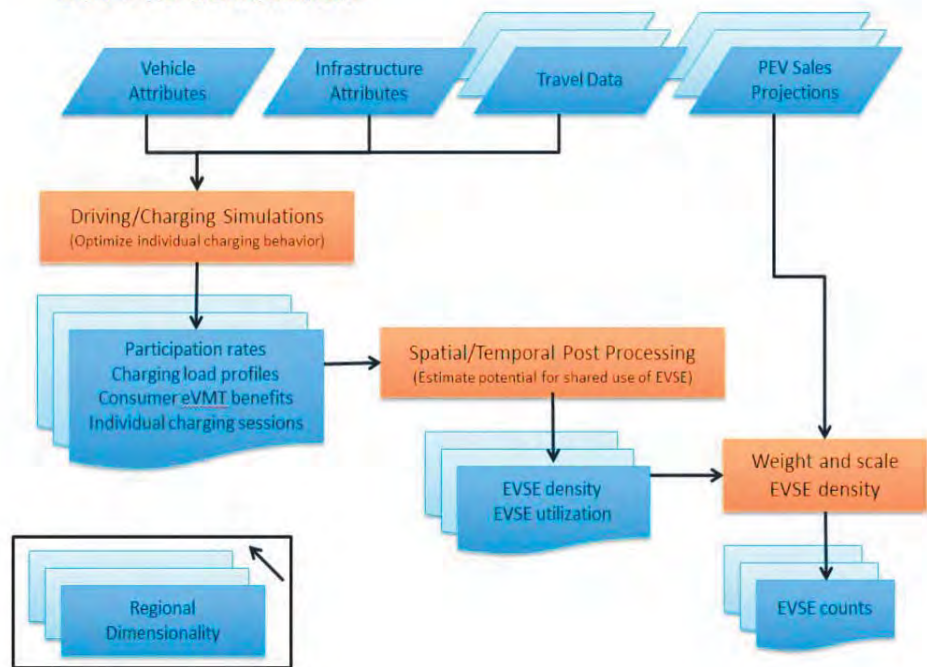 Vehicle
Attributes
Infrastructure
Attributes
Travel Data
PEV Sales
Projections
Driving/Charging Simulations
(Optimize individual charging behavior)
Participation rates
Charging load profiles
Consumer eVMT benefits
Individual charging sessions
Spatial/Temporal Post Processing
(Estimate potential for shared use of EVSE)
EVSE density
EVSE utilization
Weight and scale
EVSE density
EVSE counts
Regional
Dimensionality